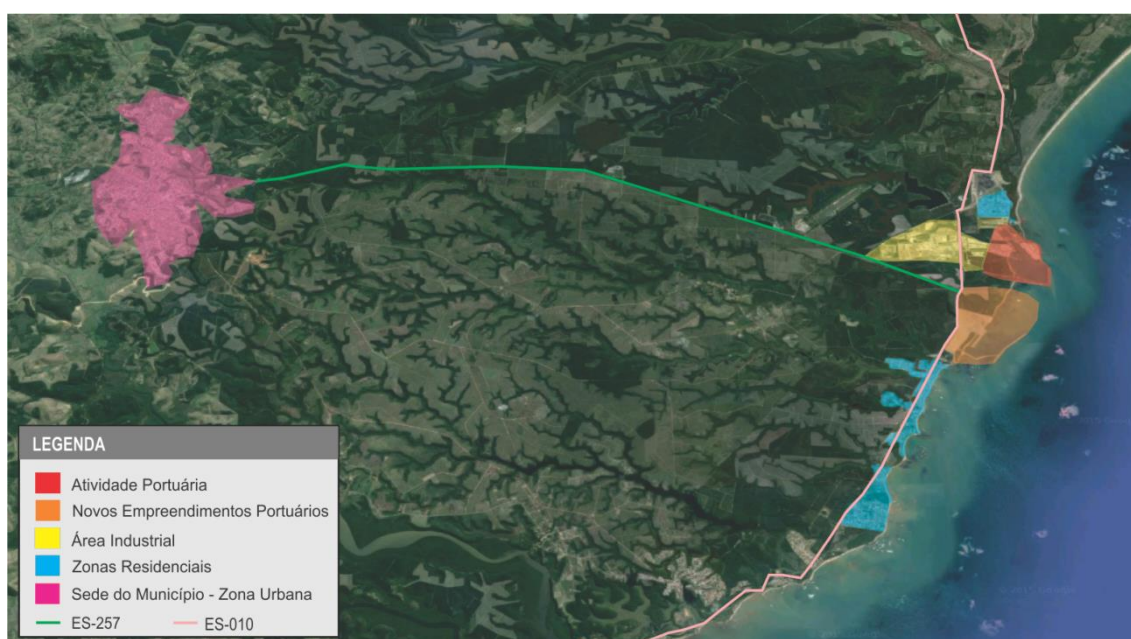 LEGENDA
Atividade Portuária
Novos Empreendimentos Portuários
Área Industrial
Zonas Residenciais
Sede do Município - Zona Urbana
ES-257 ES-010